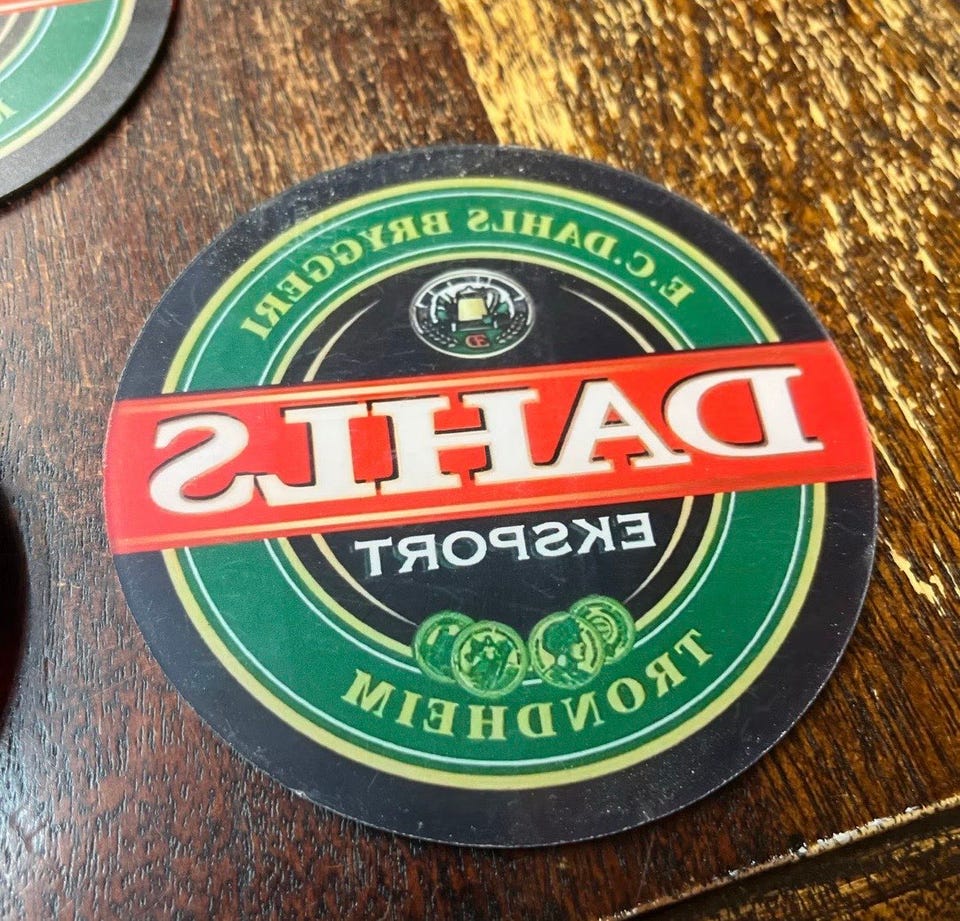 E.C.DAHLS BRYGGERI
DAHLS
EKSPORT
TRONDHEIM